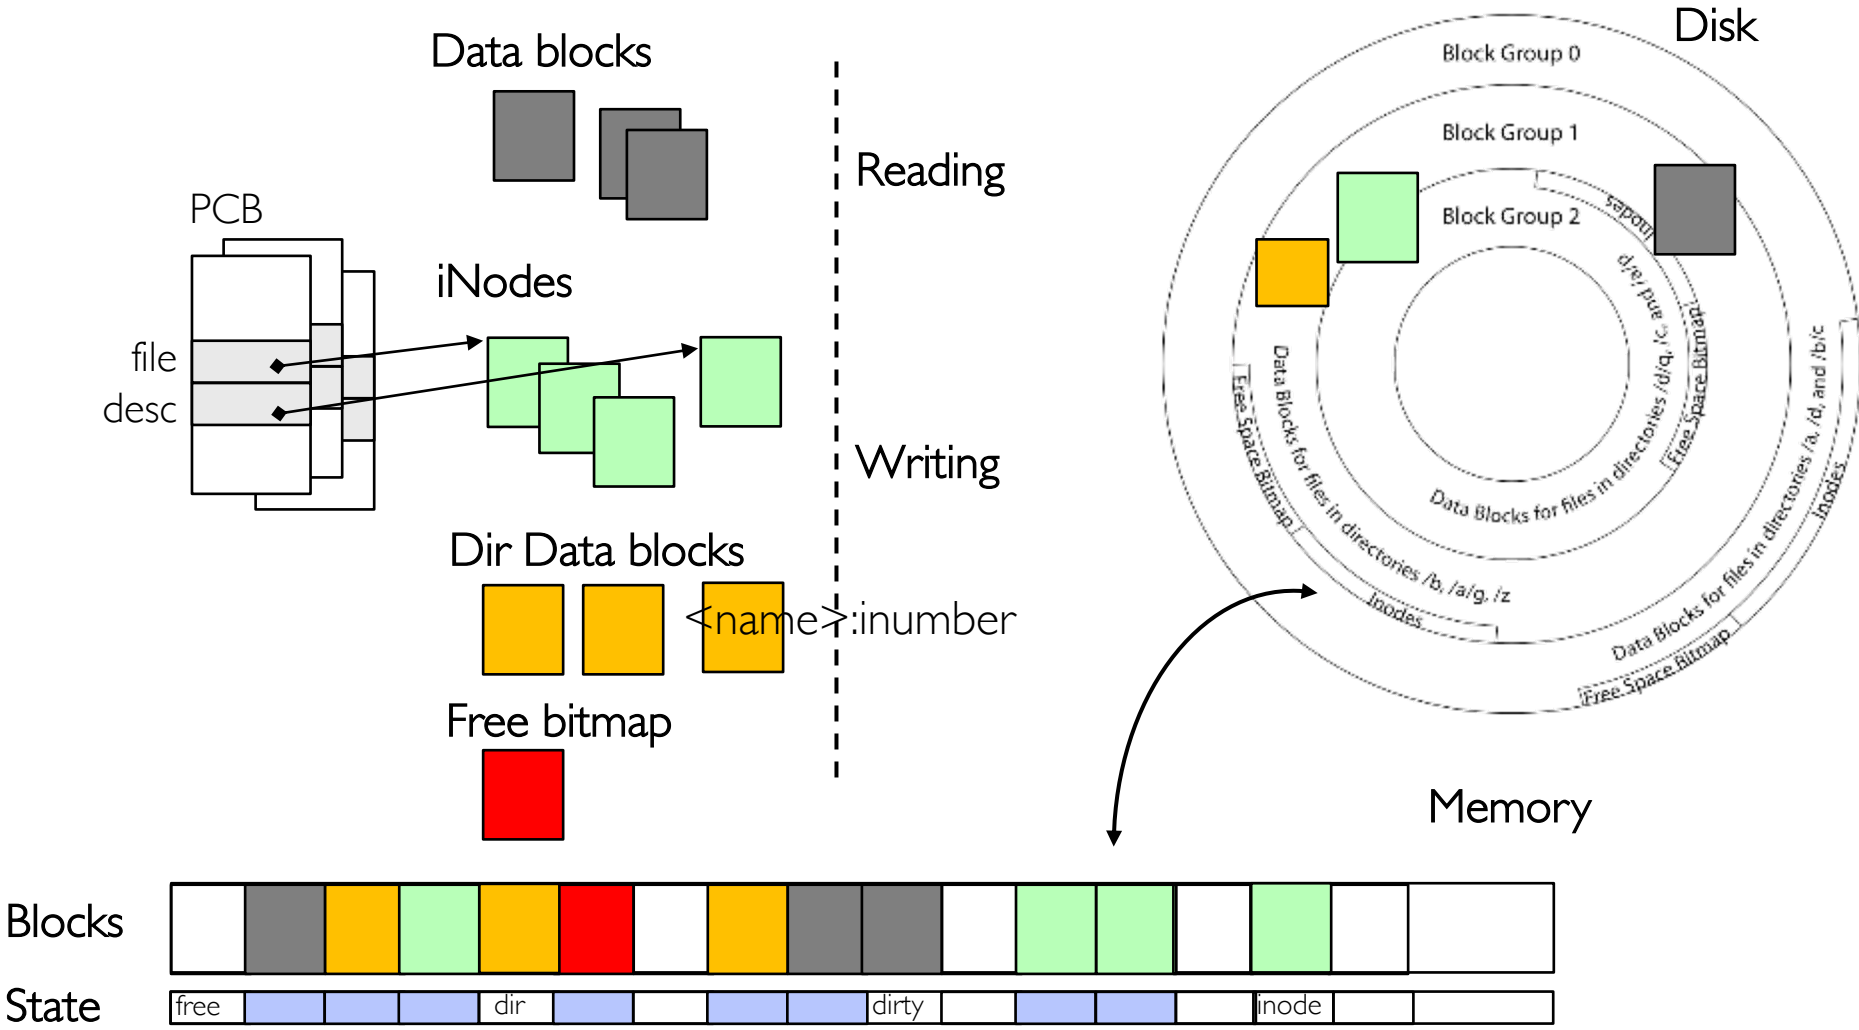 Data blocks
Disk
Block Group 0
Block Group 1
Reading
PCB
Block Group 2
Inodes
iNodes
file
desc
Data Blocks for files in directories /d/b, /c, and /a/p
Free Space Bitmap
Data Blocks for files in directories /b, /a/g, /z
Free Space Bitmap
Inodes
Data Blocks for files in directories /a, /d, and /b/c
Inodes
Free Space Bitmap
Writing
Dir Data blocks
<name>:inumber
Free bitmap
Memory
Blocks
State
free
dir
dirty
inode